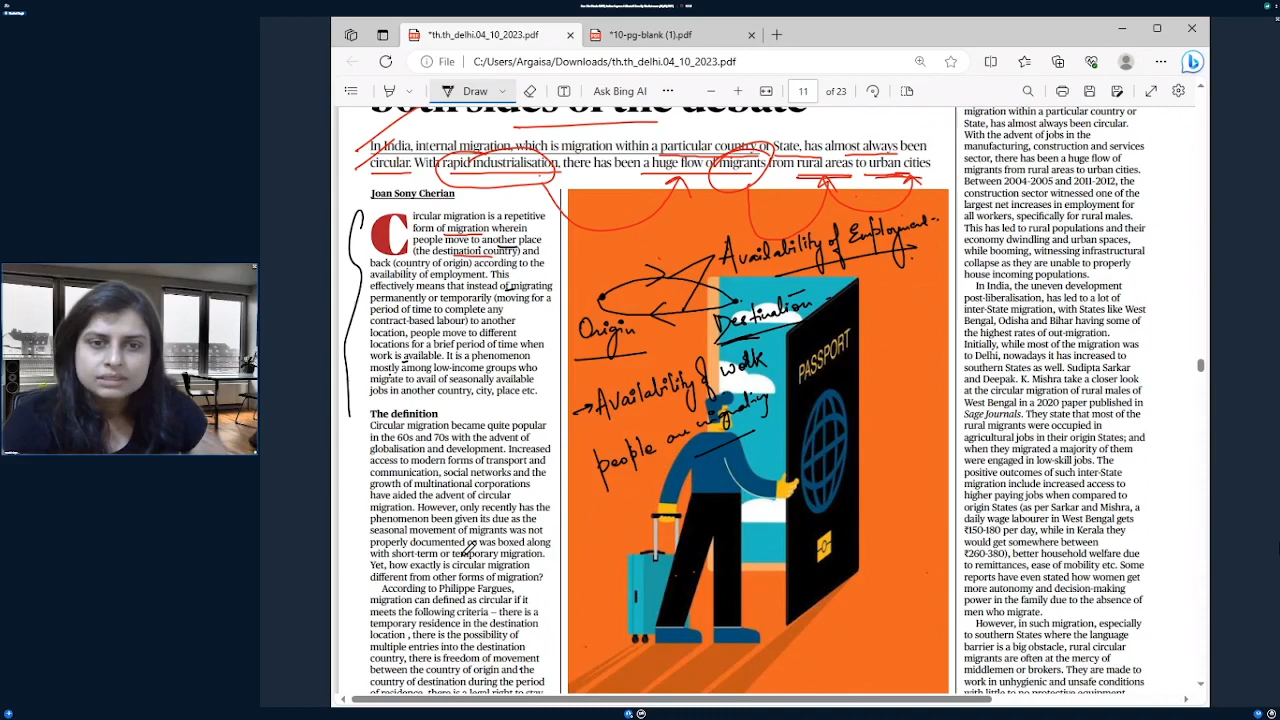 *th.th_delhi.04_10_2023.pdf
*10-pg-blank (1).pdf
File
C:/Users/Argaisa/Downloads/th.th_delhi.04_10_2023.pdf
Draw
Ask Bing AI
11 of 23
both sides of the debate
In India, internal migration, which is migration within a particular country or State, has almost always been
circular. With rapid industrialisation, there has been a huge flow of migrants from rural areas to urban cities
Joan Sony Cherian
Circular migration is a repetitive
form of migration wherein
people move to another place
(the destination country) and
back (country of origin) according to the
availability of employment. This
effectively means that instead of migrating
permanently or temporarily (moving for a
period of time to complete any
contract-based labour) to another
location, people move to different
locations for a brief period of time when
work is available. It is a phenomenon
mostly among low-income groups who
migrate to avail of seasonally available
jobs in another country, city, place etc.
The definition
Circular migration became quite popular
in the 60s and 70s with the advent of
globalisation and development. Increased
access to modern forms of transport and
communication, social networks and the
growth of multinational corporations
have aided the advent of circular
migration. However, only recently has the
phenomenon been given its due as the
seasonal movement of migrants was not
properly documented or was boxed along
with short-term or temporary migration.
Yet, how exactly is circular migration
different from other forms of migration?
According to Philippe Fargues,
migration can defined as circular if it
meets the following criteria — there is a
temporary residence in the destination
location , there is the possibility of
multiple entries into the destination
country, there is freedom of movement
between the country of origin and the
country of destination during the period
of residence, there is a legal right to stay
Availability of Employment
Origin
Destination
Availability of work
people are migrating
PASSPORT
migration within a particular country or
State, has almost always been circular.
With the advent of jobs in the
manufacturing, construction and services
sector, there has been a huge flow of
migrants from rural areas to urban cities.
Between 2004-2005 and 2011-2012, the
construction sector witnessed one of the
largest net increases in employment for
all workers, specifically for rural males.
This has led to rural populations and their
economy dwindling and urban spaces,
while booming, witnessing infrastructural
collapse as they are unable to properly
house incoming populations.
In India, the uneven development
post-liberalisation, has led to a lot of
inter-State migration, with States like West
Bengal, Odisha and Bihar having some of
the highest rates of out-migration.
Initially, while most of the migration was
to Delhi, nowadays it has increased to
southern States as well. Sudipta Sarkar
and Deepak. K. Mishra take a closer look
at the circular migration of rural males of
West Bengal in a 2020 paper published in
Sage Journals. They state that most of the
rural migrants were occupied in
agricultural jobs in their origin States; and
when they migrated a majority of them
were engaged in low-skill jobs. The
positive outcomes of such inter-State
migration include increased access to
higher paying jobs when compared to
origin States (as per Sarkar and Mishra, a
daily wage labourer in West Bengal gets
₹150-180 per day, while in Kerala they
would get somewhere between
₹260-380), better household welfare due
to remittances, ease of mobility etc. Some
reports have even stated how women get
more autonomy and decision-making
power in the family due to the absence of
men who migrate.
However, in such migration, especially
to southern States where the language
barrier is a big obstacle, rural circular
migrants are often at the mercy of
middlemen or brokers. They are made to
work in unhygienic and unsafe conditions
with little to no protective equipment